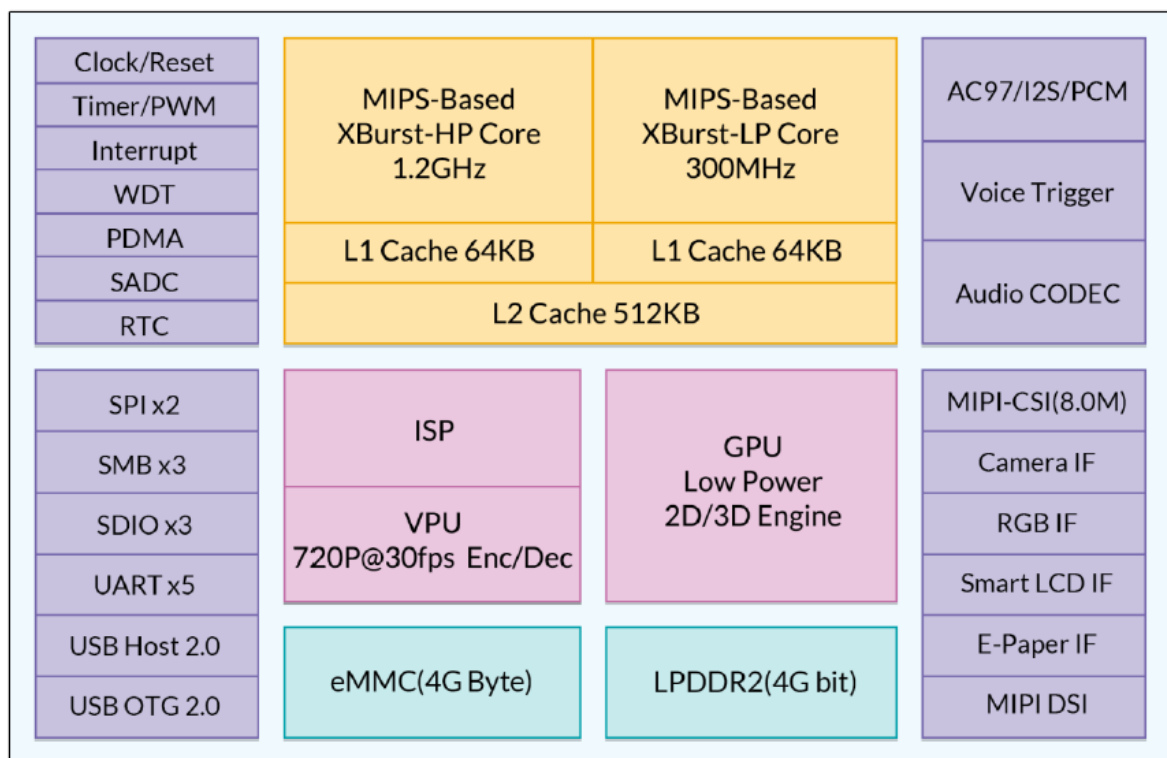 Clock/Reset
Timer/PWM
Interrupt
WDT
PDMA
SADC
RTC
MIPS-Based
XBurst-HP Core
1.2GHz
MIPS-Based
XBurst-LP Core
300MHz
L1 Cache 64KB
L1 Cache 64KB
L2 Cache 512KB
AC97/I2S/PCM
Voice Trigger
Audio CODEC
SPI x2
SMB x3
SDIO x3
UART x5
USB Host 2.0
USB OTG 2.0
ISP
VPU
720P@30fps Enc/Dec
GPU
Low Power
2D/3D Engine
eMMC(4G Byte)
LPDDR2(4G bit)
MIPI-CSI(8.0M)
Camera IF
RGB IF
Smart LCD IF
E-Paper IF
MIPI DSI